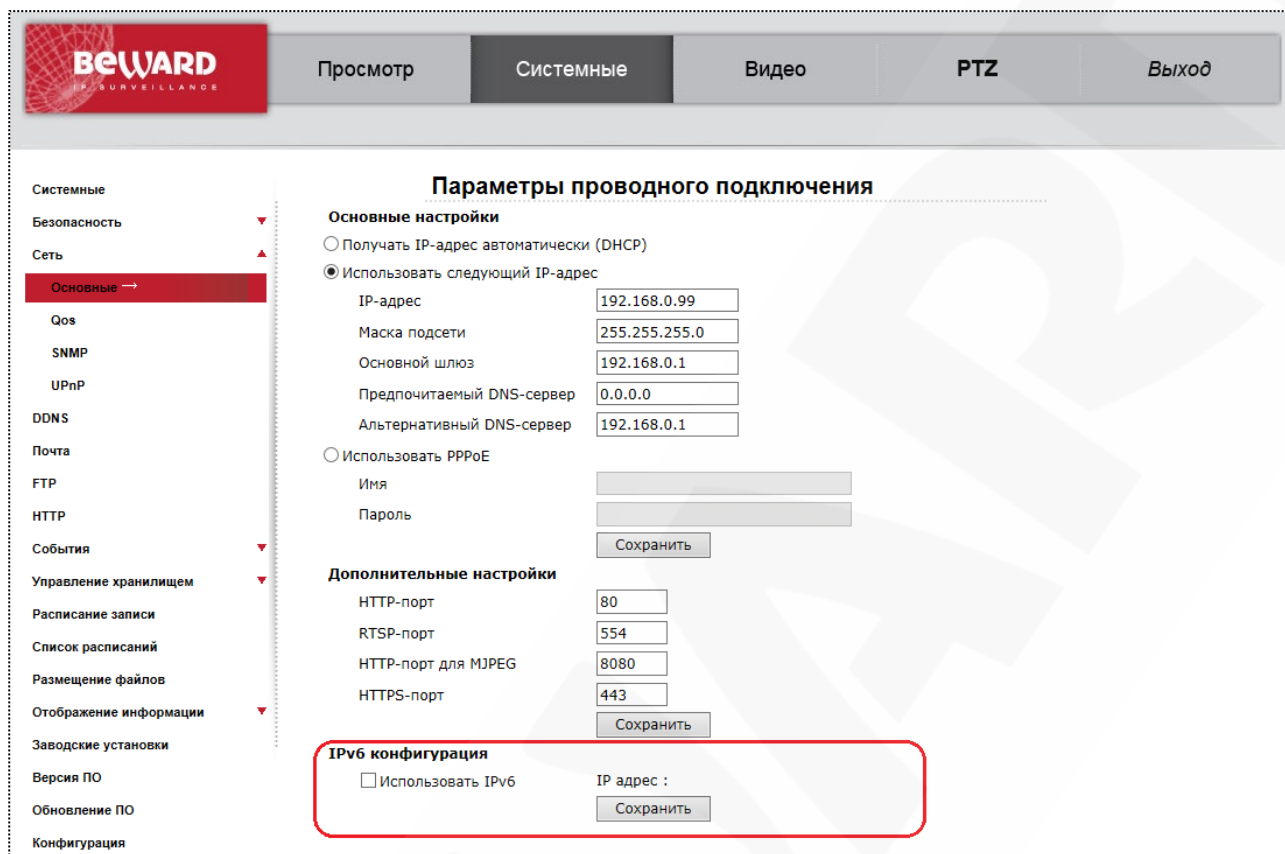 BEWARD
IP SURVEILLANCE
Просмотр
Системные
Видео
PTZ
Выход
Системные
Безопасность
Сеть
Основные →
Qos
SNMP
UPnP
DDNS
Почта
FTP
HTTP
События
Управление хранилищем
Расписание записи
Список расписаний
Размещение файлов
Отображение информации
Заводские установки
Версия ПО
Обновление ПО
Конфигурация
Параметры проводного подключения
Основные настройки
Получать IP-адрес автоматически (DHCP)
Использовать следующий IP-адрес
IP-адрес 192.168.0.99
Маска подсети 255.255.255.0
Основной шлюз 192.168.0.1
Предпочитаемый DNS-сервер 0.0.0.0
Альтернативный DNS-сервер 192.168.0.1
Использовать PPPoE
Имя
Пароль
Сохранить
Дополнительные настройки
HTTP-порт 80
RTSP-порт 554
HTTP-порт для MJPEG 8080
HTTPS-порт 443
Сохранить
IPv6 конфигурация
Использовать IPv6 IP адрес :
Сохранить